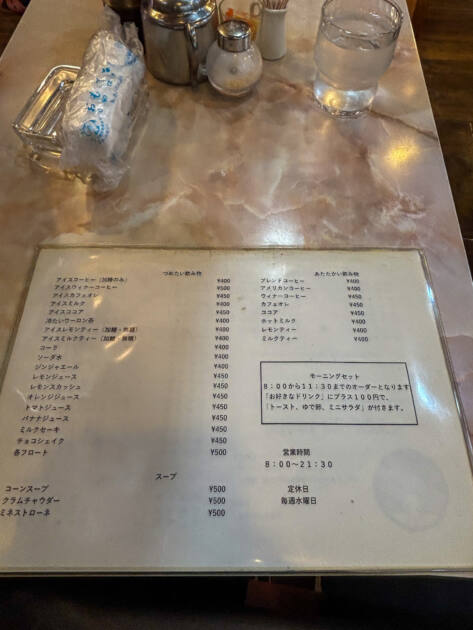 つめたい飲み物
アイスコーヒー（加糖のみ） ¥400
アイスウィナーコーヒー ¥500
アイスカフェオレ ¥450
アイスミルク ¥400
アイスココア ¥450
冷たいウーロン茶 ¥400
アイスレモンティー（加糖・無糖） ¥400
アイスミルクティー（加糖・無糖） ¥400
コーラ ¥400
ソーダ水 ¥400
ジンジャエール ¥400
レモンジュース ¥450
レモンスカッシュ ¥450
オレンジジュース ¥450
トマトジュース ¥450
バナナジュース ¥450
ミルクセーキ ¥450
チョコシェイク ¥450
各フロート ¥500
スープ
コーンスープ ¥500
クラムチャウダー ¥500
ミネストローネ ¥500
あたたかい飲み物
ブレンドコーヒー ¥400
アメリカンコーヒー ¥400
ウィナーコーヒー ¥450
カフェオレ ¥450
ココア ¥450
ホットミルク ¥400
レモンティー ¥400
ミルクティー ¥400
モーニングセット
８：００から１１：３０までのオーダーとなります
「お好きなドリンク」にプラス１００円で、
「トースト、ゆで卵、ミニサラダ」が付きます。
営業時間
８：００～２１：３０
定休日
毎週水曜日